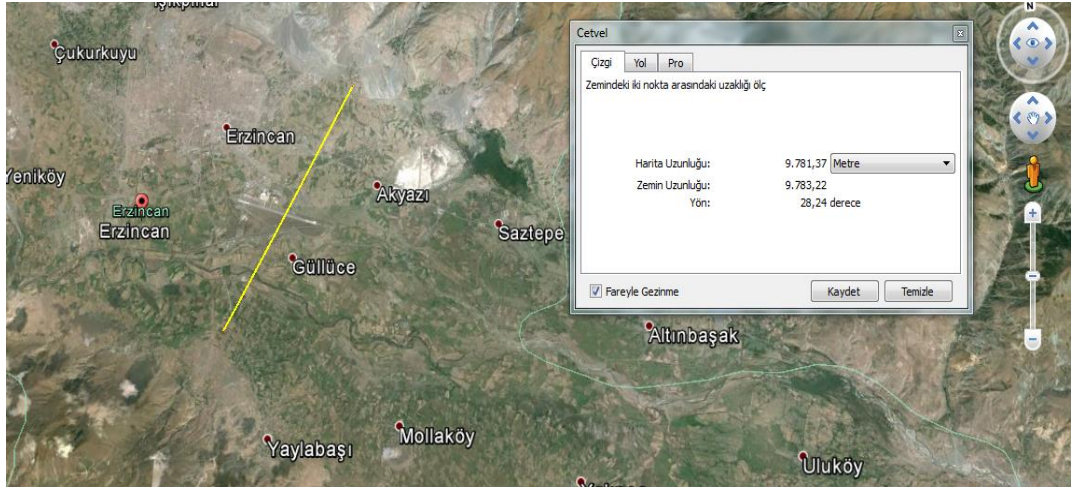 Işıkpınar
Çukurkuyu
Erzincan
Yeniköy
Erzincan
Erzincan
Akyazı
Saztepe
Güllüce
Altınbaşak
Yaylabaşı
Mollaköy
Uluköy
Cetvel
Çizgi Yol Pro
Zemindeki iki nokta arasındaki uzaklığı ölç
Harita Uzunluğu: 9.781,37 Metre
Zemin Uzunluğu: 9.783,22
Yön: 28,24 derece
Fareyle Gezinme Kaydet Temizle
N